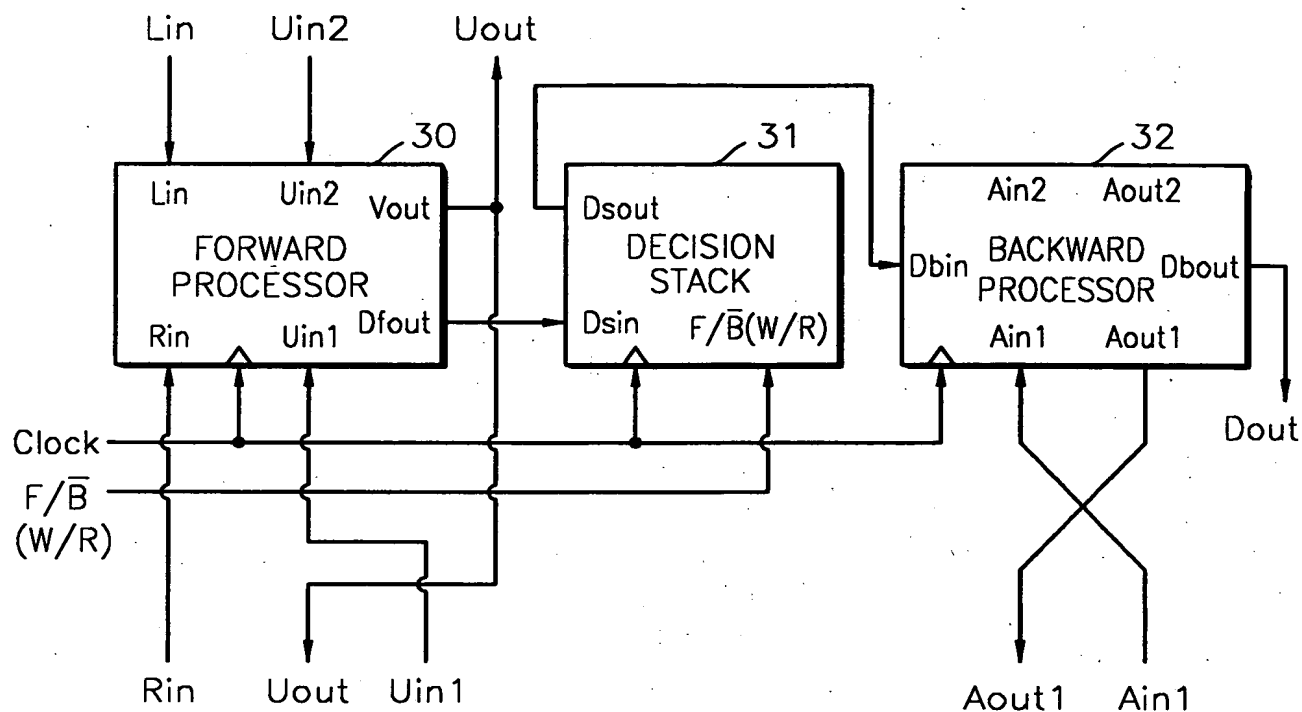 Lin Uin2 Uout
30 31 32
Lin Uin2 Vout
FORWARD
PROCESSOR
Rin Uin1 Dfout
Dsout
DECISION
STACK
Dsin F/B̅(W/R)
Ain2 Aout2
Dbin BACKWARD Dbout
PROCESSOR
Ain1 Aout1
Clock
F/B̅
(W/R)
Dout
Rin Uout Uin1 Aout1 Ain1